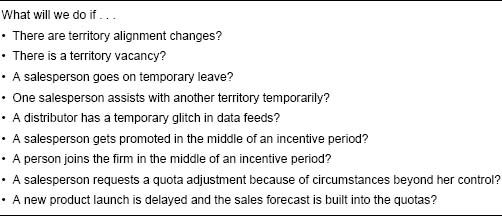 What will we do if . . .
• There are territory alignment changes?
• There is a territory vacancy?
• A salesperson goes on temporary leave?
• One salesperson assists with another territory temporarily?
• A distributor has a temporary glitch in data feeds?
• A salesperson gets promoted in the middle of an incentive period?
• A person joins the firm in the middle of an incentive period?
• A salesperson requests a quota adjustment because of circumstances beyond her control?
• A new product launch is delayed and the sales forecast is built into the quotas?